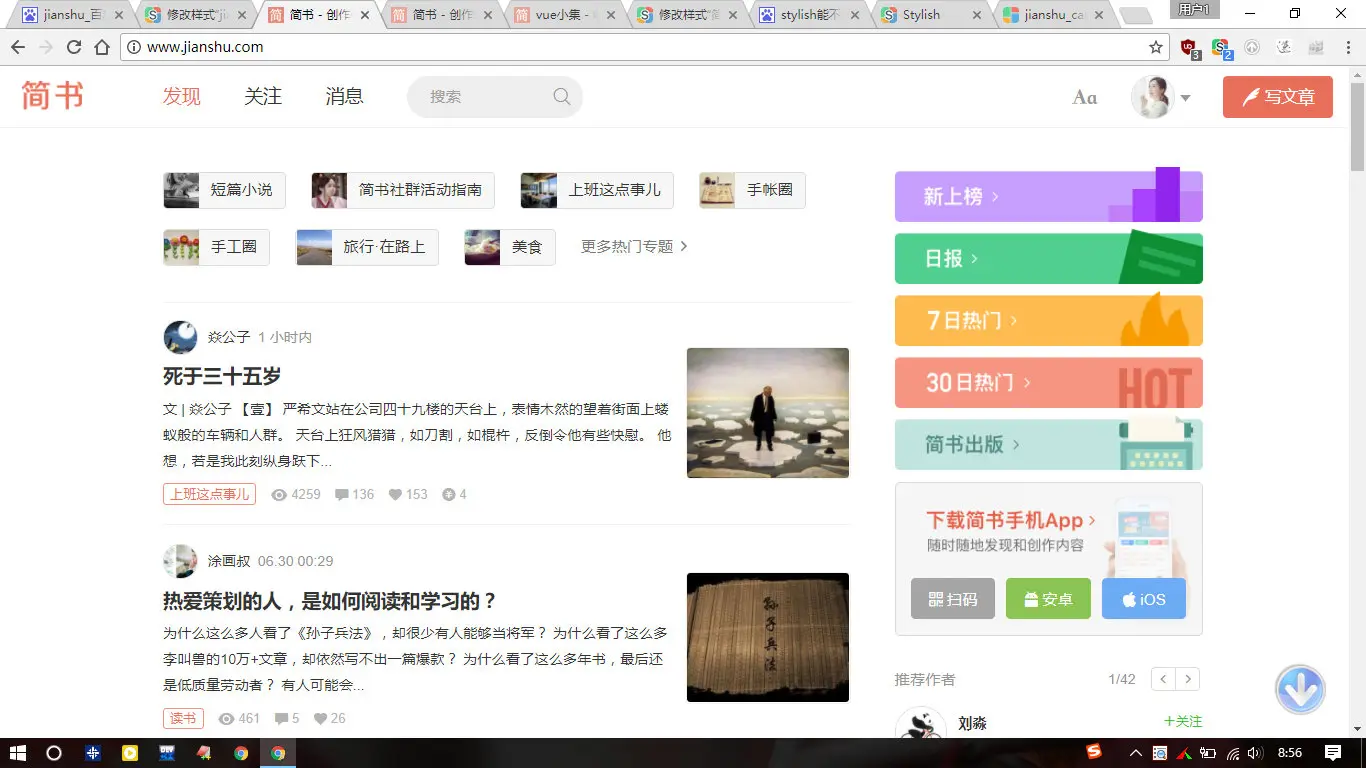 jianshu_百
修改样式"ji
简书 - 创作
简书 - 创作
vue小集 -
修改样式"
stylish能不
Stylish
jianshu_ca
用户1
www.jianshu.com
3
2
简书
发现
关注
消息
搜索
Aa
写文章
短篇小说
简书社群活动指南
上班这点事儿
手帐圈
手工圈
旅行·在路上
美食
更多热门专题 >
焱公子 1 小时内
死于三十五岁
文 | 焱公子 【壹】 严希文站在公司四十九楼的天台上，表情木然的望着街面上蝼
蚁般的车辆和人群。 天台上狂风猎猎，如刀割，如棍杵，反倒令他有些快慰。 他
想，若是我此刻纵身跃下...
上班这点事儿 4259 136 153 4
涂画叔 06.30 00:29
热爱策划的人，是如何阅读和学习的？
为什么这么多人看了《孙子兵法》，却很少有人能够当将军？ 为什么看了这么多
李叫兽的10万+文章，却依然写不出一篇爆款？ 为什么看了这么多年书，最后还
是低质量劳动者？ 有人可能会...
读书 461 5 26
孙子兵法
新上榜 >
日报 >
7日热门 >
30日热门 >
HOT
简书出版 >
下载简书手机App >
随时随地发现和创作内容
扫码
安卓
iOS
推荐作者
1/42
< >
刘淼
+关注
DEV
8:56